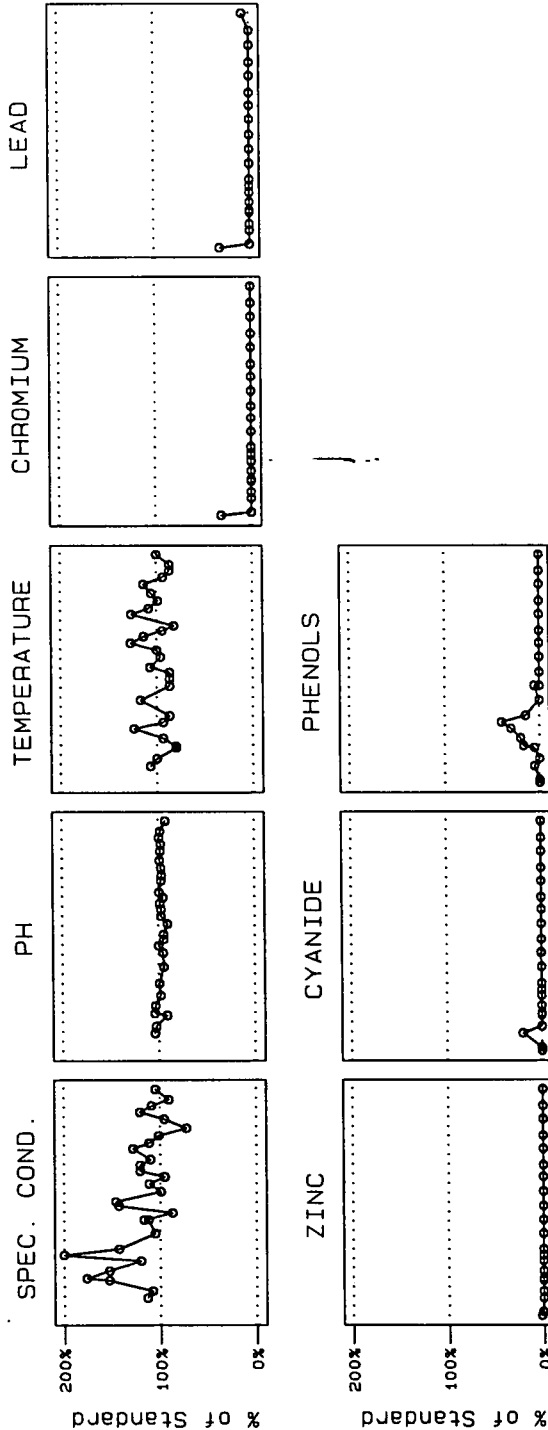 SPEC. COND.
PH
TEMPERATURE
CHROMIUM
LEAD
200%
100%
0%
% of Standard
ZINC
CYANIDE
PHENOLS
200%
100%
0%
% of Standard